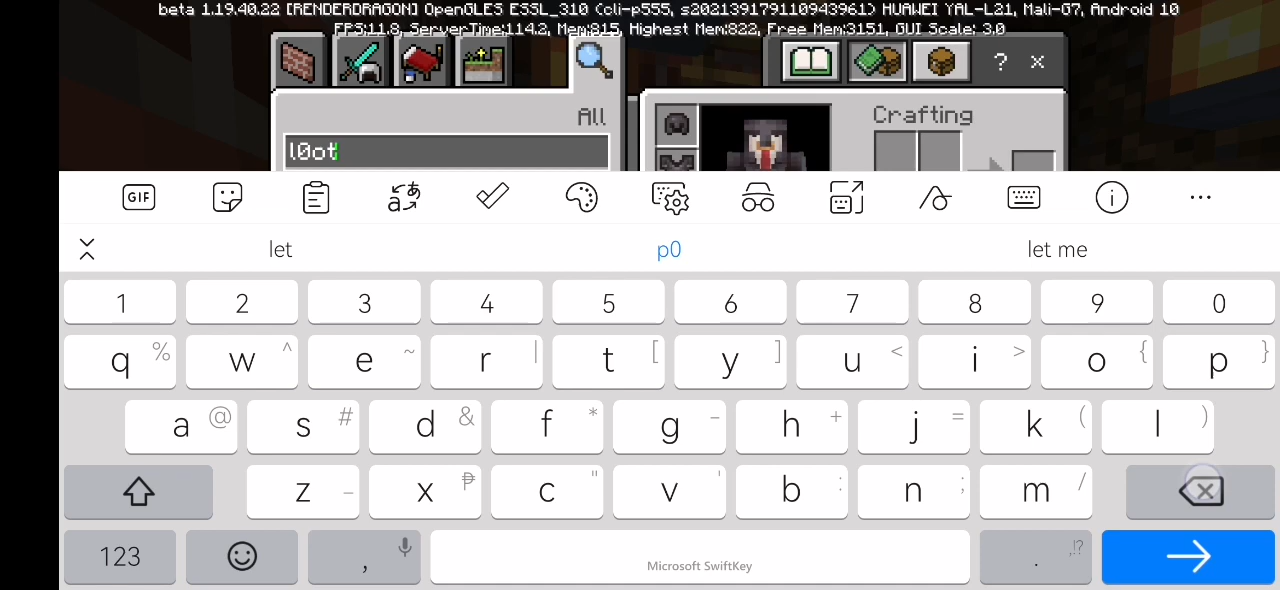 beta 1.19.40.22 [RENDERDRAGON] OpenGLES ESSL_310 (cli-p555, s202139179110943961) HUAWEI YAL-L21, Mali-G7, Android 10
FPS:11.8, ServerTime:114.2, Mem:815, Highest Mem:822, Free Mem:3151, GUI Scale: 3.0
? ×
All
Crafting
l0ot
GIF
let p0 let me
1 2 3 4 5 6 7 8 9 0
q % w ^ e ~ r | t [ y ] u < i > o { p }
a @ s # d & f * g - h + j = k ( l )
z _ x ₱ c " v ' b : n ; m /
123 , Microsoft SwiftKey . ,!?